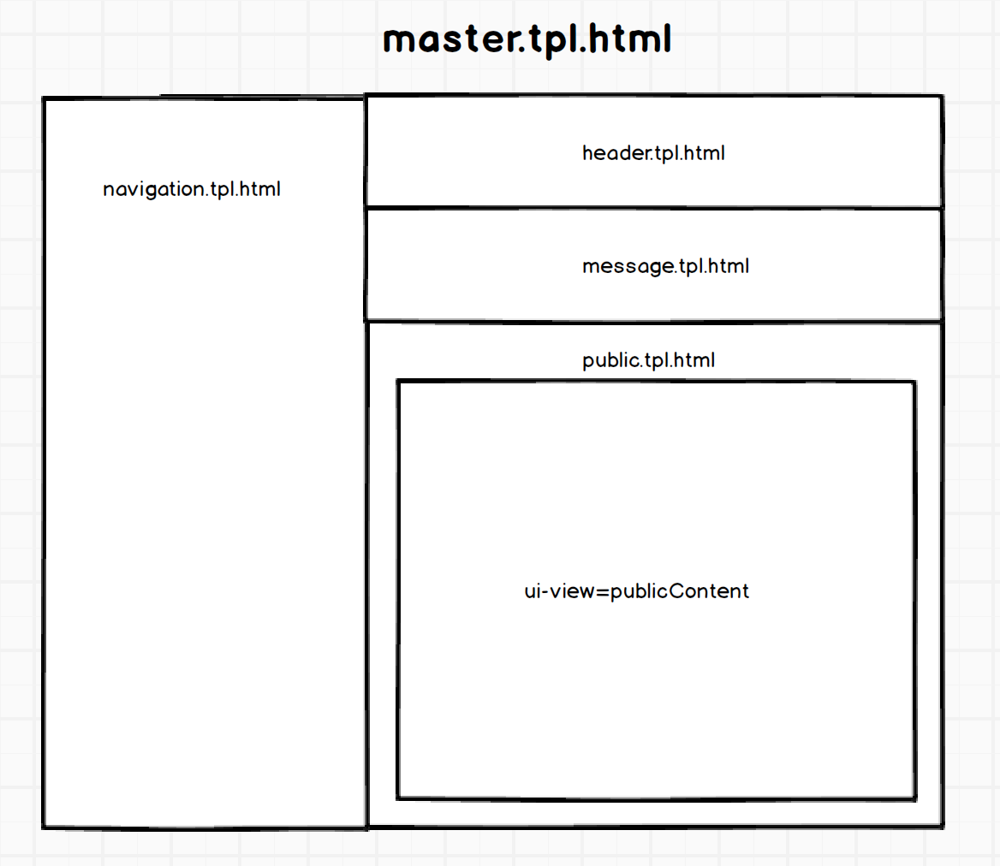 master.tpl.html
navigation.tpl.html
header.tpl.html
message.tpl.html
public.tpl.html
ui-view=publicContent